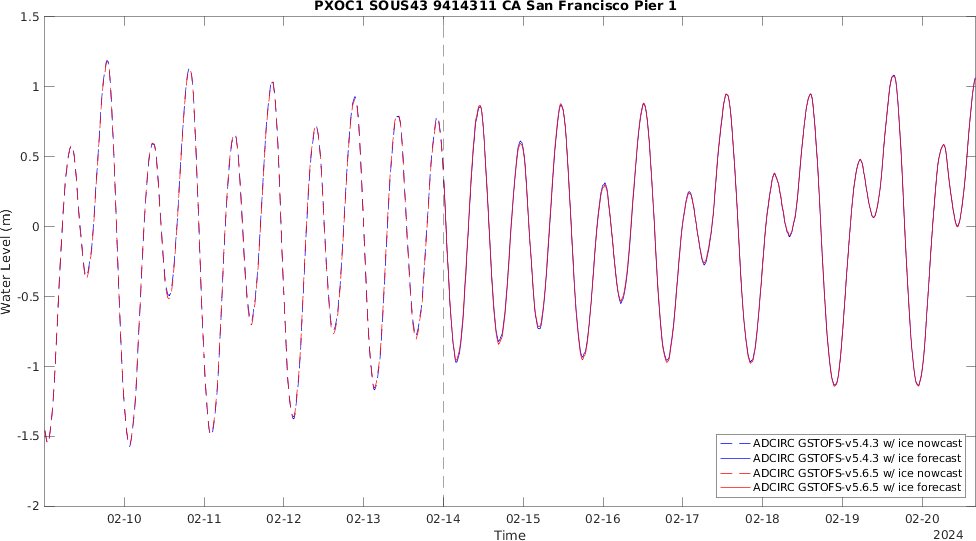 PXOC1 SOUS43 9414311 CA San Francisco Pier 1
Water Level (m)
1.5
1
0.5
0
-0.5
-1
-1.5
-2
ADCIRC GSTOFS-v5.4.3 w/ ice nowcast
ADCIRC GSTOFS-v5.4.3 w/ ice forecast
ADCIRC GSTOFS-v5.6.5 w/ ice nowcast
ADCIRC GSTOFS-v5.6.5 w/ ice forecast
02-10 02-11 02-12 02-13 02-14 02-15 02-16 02-17 02-18 02-19 02-20
Time
2024